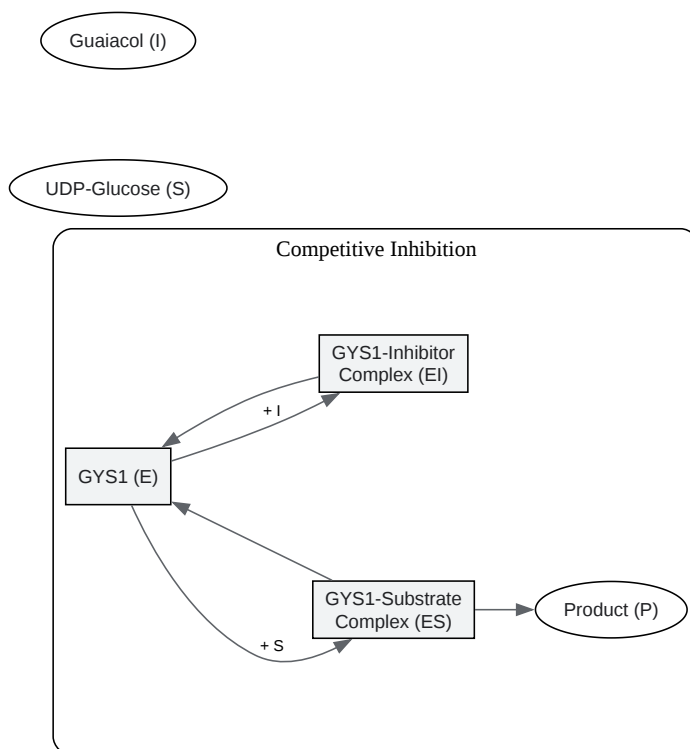 Guaiacol (I)
UDP-Glucose (S)
Competitive Inhibition
GYS1-Inhibitor
Complex (EI)
+ I
GYS1 (E)
GYS1-Substrate
Complex (ES)
Product (P)
+ S